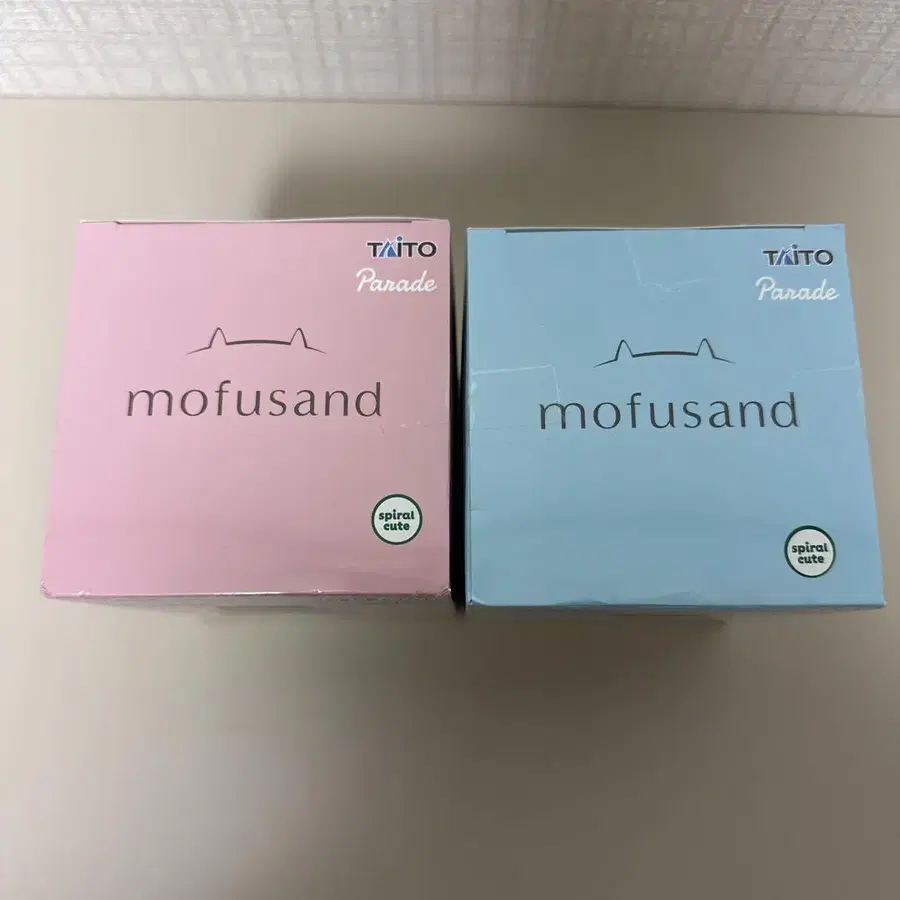 TAITO
Parade
mofusand
spiral
cute
TAITO
Parade
mofusand
spiral
cute